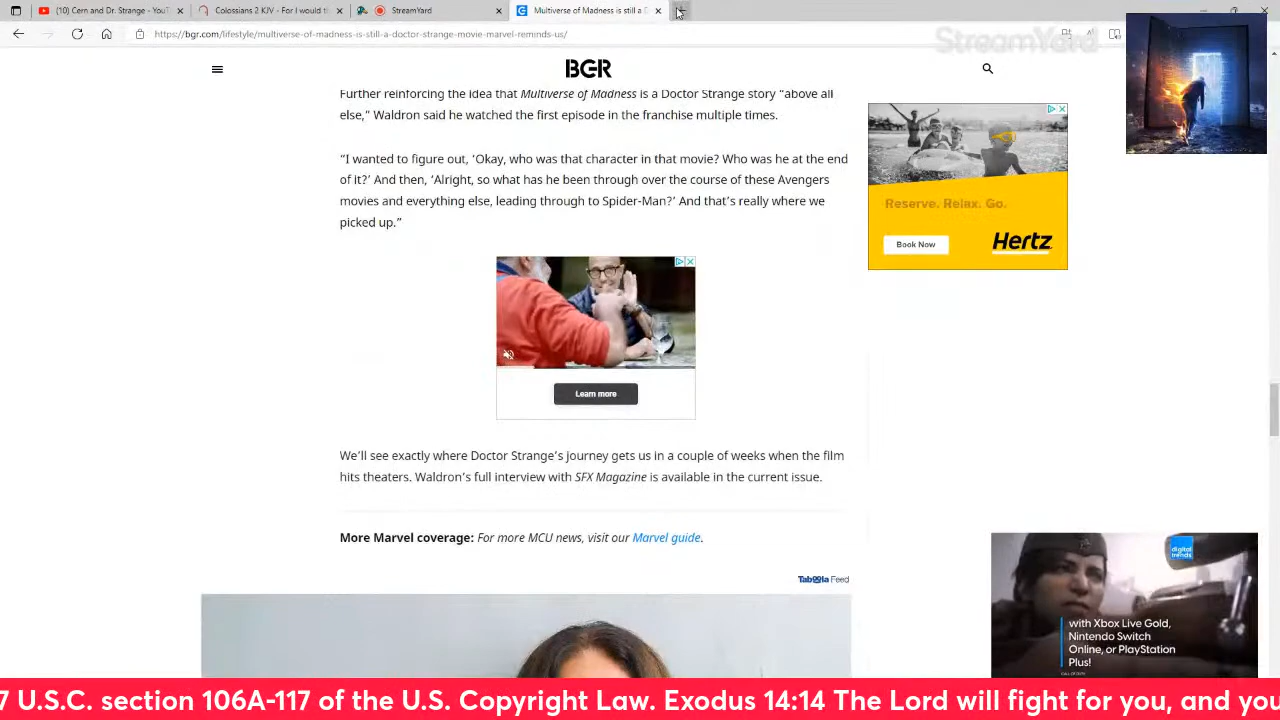 (10) Cern and Dr. Strange - YouTu
Colossians 2 KJV - For I would th
StreamYard
Multiverse of Madness is still a D
https://bgr.com/lifestyle/multiverse-of-madness-is-still-a-doctor-strange-movie-marvel-reminds-us/
StreamYard
BGR
Further reinforcing the idea that Multiverse of Madness is a Doctor Strange story “above all
else,” Waldron said he watched the first episode in the franchise multiple times.
“I wanted to figure out, ‘Okay, who was that character in that movie? Who was he at the end
of it?’ And then, ‘Alright, so what has he been through over the course of these Avengers
movies and everything else, leading through to Spider-Man?’ And that’s really where we
picked up.”
Reserve. Relax. Go.
Book Now
Hertz
Learn more
We’ll see exactly where Doctor Strange’s journey gets us in a couple of weeks when the film
hits theaters. Waldron’s full interview with SFX Magazine is available in the current issue.
More Marvel coverage: For more MCU news, visit our Marvel guide.
Taboola Feed
digital
trends
with Xbox Live Gold,
Nintendo Switch
Online, or PlayStation
Plus!
7 U.S.C. section 106A-117 of the U.S. Copyright Law. Exodus 14:14 The Lord will fight for you, and you